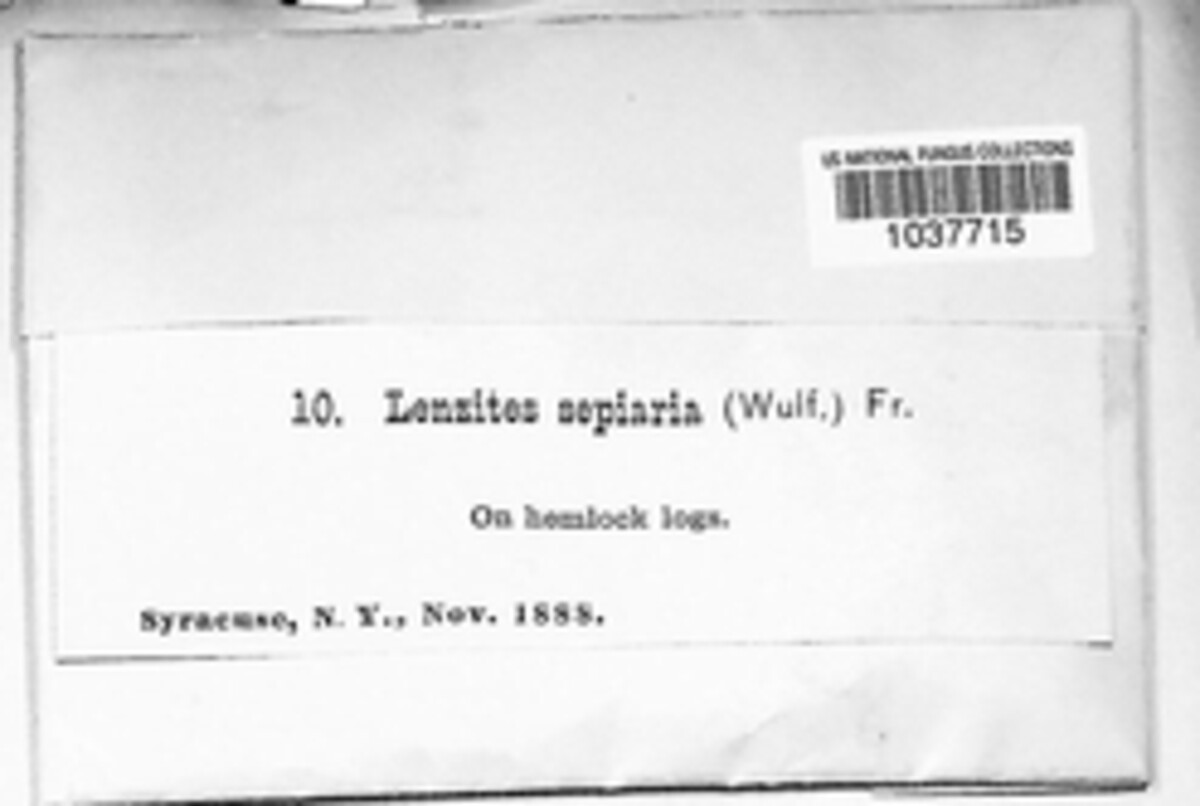 US NATIONAL FUNGUS COLLECTIONS
1037715
10. Lenzites sepiaria (Wulf.) Fr.
On hemlock logs.
Syracuse, N. Y., Nov. 1888.